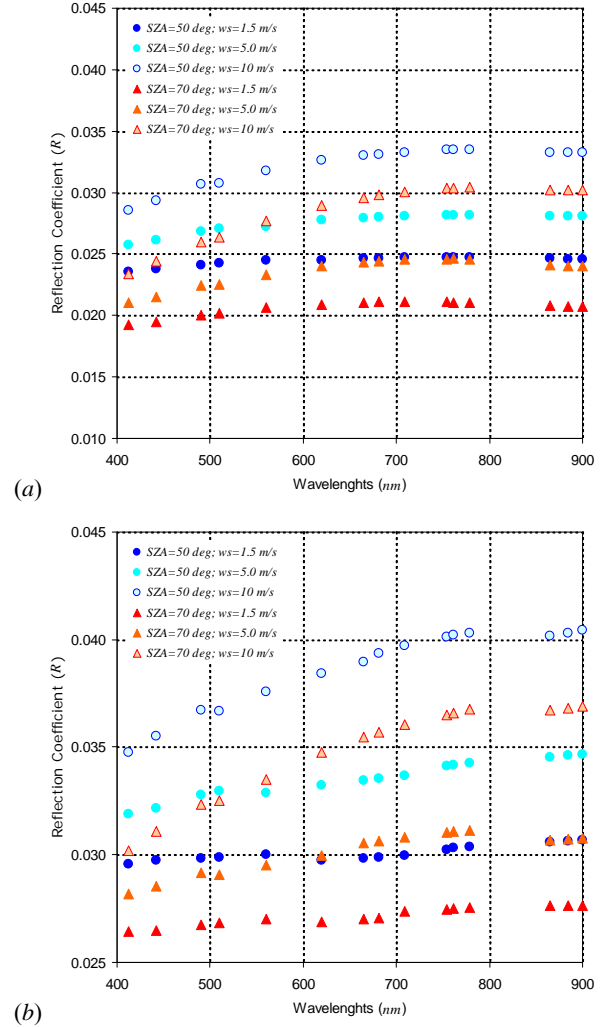 0.045
SZA=50 deg; ws=1.5 m/s
SZA=50 deg; ws=5.0 m/s
0.040
SZA=50 deg; ws=10 m/s
SZA=70 deg; ws=1.5 m/s
SZA=70 deg; ws=5.0 m/s
0.035
SZA=70 deg; ws=10 m/s
Reflection Coefficient (R)
0.030
0.025
0.020
0.015
0.010
400 500 600 700 800 900
Wavelenghts (nm)
(a)
0.045
SZA=50 deg; ws=1.5 m/s
SZA=50 deg; ws=5.0 m/s
SZA=50 deg; ws=10 m/s
SZA=70 deg; ws=1.5 m/s
0.040
SZA=70 deg; ws=5.0 m/s
SZA=70 deg; ws=10 m/s
Reflection Coefficient (R)
0.035
0.030
0.025
400 500 600 700 800 900
Wavelenghts (nm)
(b)